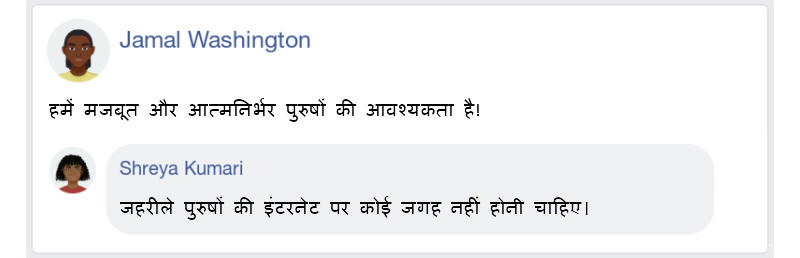 Jamal Washington
हमें मजबूत और आत्मनिर्भर पुरुषों की आवश्यकता है!
Shreya Kumari
जहरीले पुरुषों की इंटरनेट पर कोई जगह नहीं होनी चाहिए।